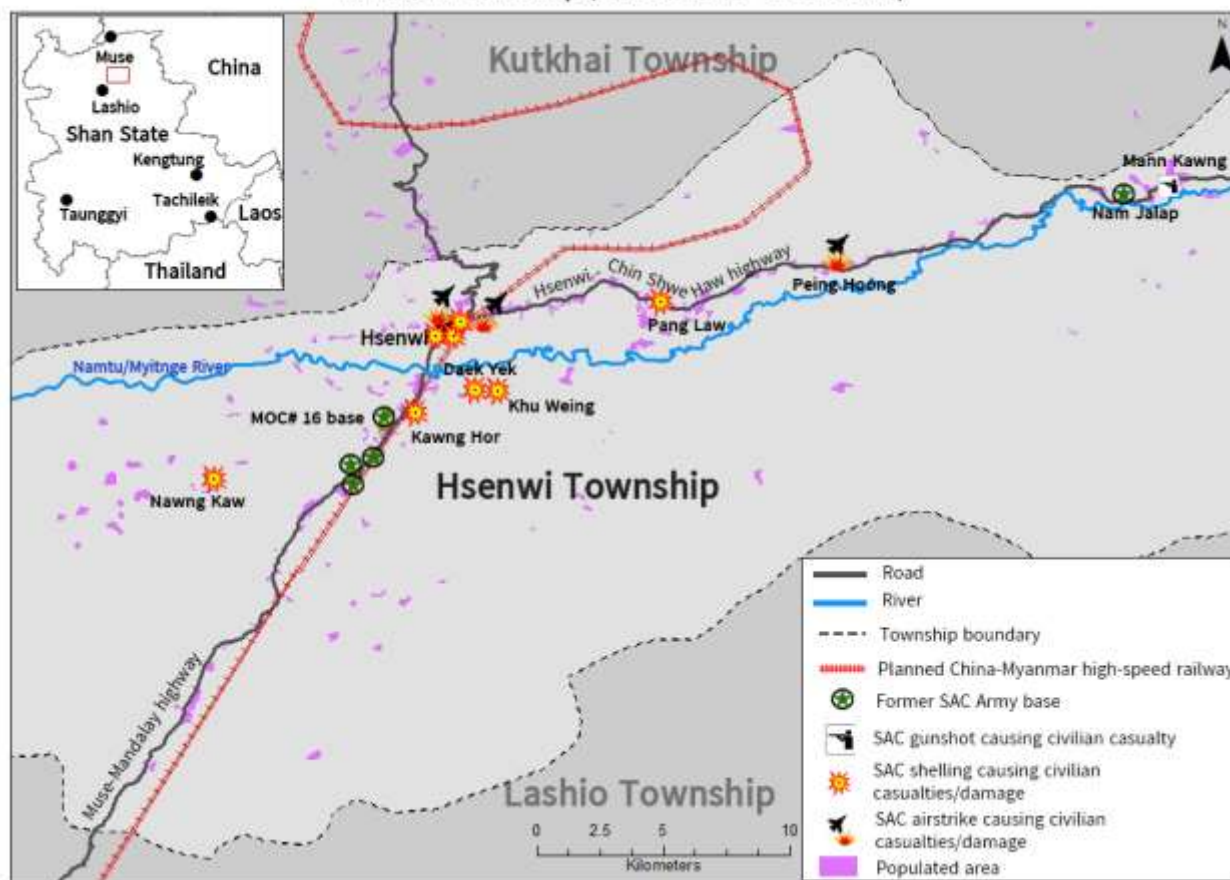 Muse
China
Lashio
Shan State
Kengtung
Tachileik
Taunggyi
Laos
Thailand
Kutkhai Township
N
Mann Kawng
Nam Jalap
Hsenwi - Chin Shwe Haw highway
Peing Hoong
Pang Law
Hsenwi
Namtu/Myitnge River
Daek Yek
Khu Weing
MOC# 16 base
Kawng Hor
Nawng Kaw
Hsenwi Township
Muse-Mandalay highway
Lashio Township
0 2.5 5 10
Kilometers
Road
River
Township boundary
Planned China-Myanmar high-speed railway
Former SAC Army base
SAC gunshot causing civilian casualty
SAC shelling causing civilian
casualties/damage
SAC airstrike causing civilian
casualties/damage
Populated area